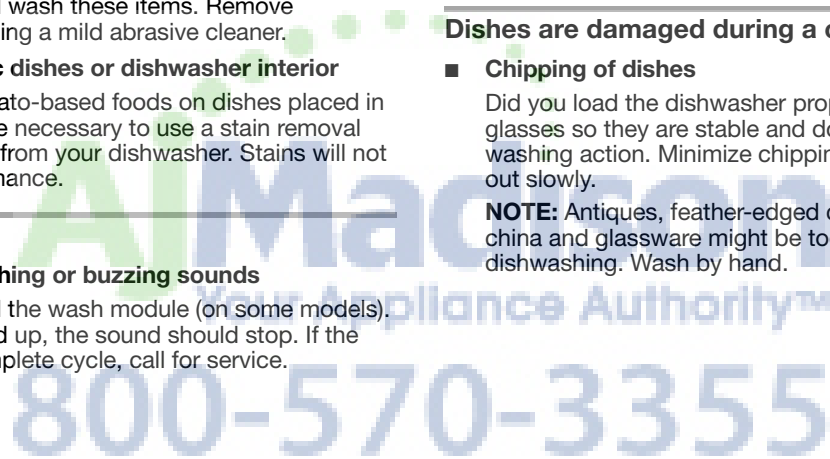 wash these items. Remove
ing a mild abrasive cleaner.
dishes or dishwasher interior
ato-based foods on dishes placed in
necessary to use a stain removal
from your dishwasher. Stains will not
nance.
hing or buzzing sounds
the wash module (on some models).
d up, the sound should stop. If the
nplete cycle, call for service.
Dishes are damaged during a c
■ Chipping of dishes
Did you load the dishwasher prop
glasses so they are stable and do
washing action. Minimize chippin
out slowly.
NOTE: Antiques, feather-edged c
china and glassware might be too
dishwashing. Wash by hand.
AJMadison
Your Appliance Authority™
800-570-3355